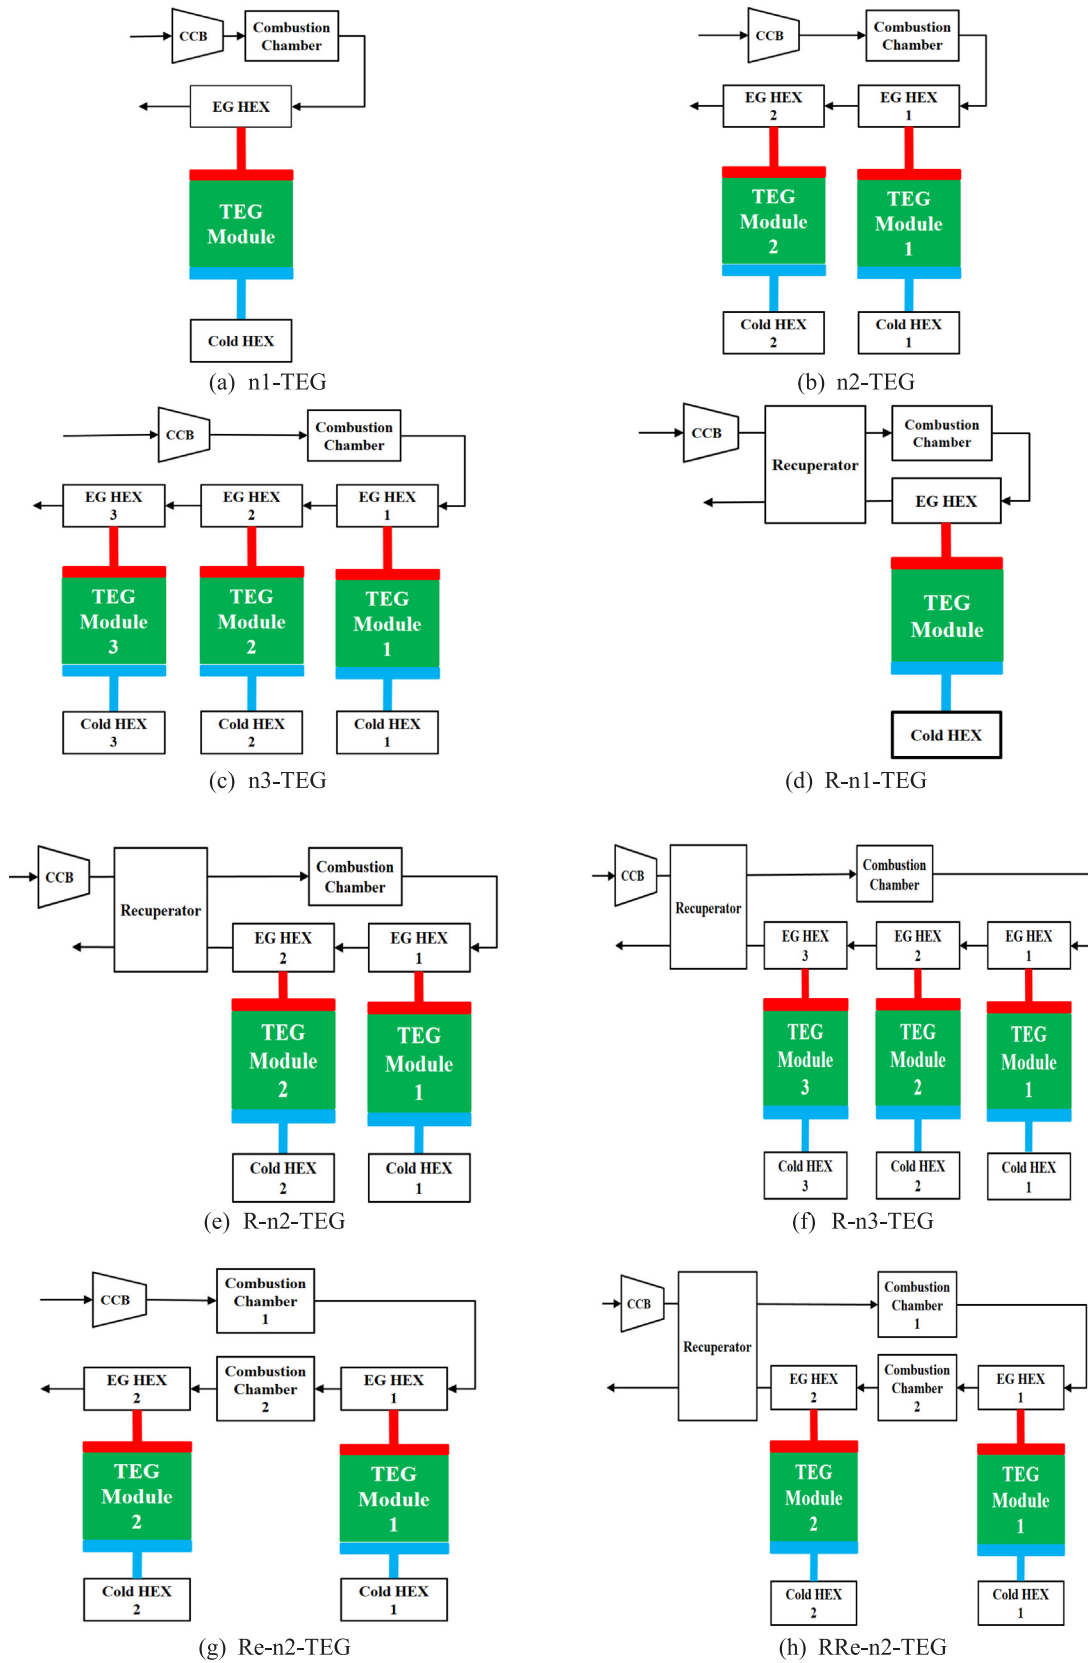 CCB
Combustion
Chamber
EG HEX
TEG
Module
Cold HEX
(a) n1-TEG
CCB
Combustion
Chamber
EG HEX
2
EG HEX
1
TEG
Module
2
TEG
Module
1
Cold HEX
2
Cold HEX
1
(b) n2-TEG
CCB
Combustion
Chamber
EG HEX
3
EG HEX
2
EG HEX
1
TEG
Module
3
TEG
Module
2
TEG
Module
1
Cold HEX
3
Cold HEX
2
Cold HEX
1
(c) n3-TEG
CCB
Recuperator
Combustion
Chamber
EG HEX
TEG
Module
Cold HEX
(d) R-n1-TEG
CCB
Recuperator
Combustion
Chamber
EG HEX
2
EG HEX
1
TEG
Module
2
TEG
Module
1
Cold HEX
2
Cold HEX
1
(e) R-n2-TEG
CCB
Recuperator
Combustion
Chamber
EG HEX
3
EG HEX
2
EG HEX
1
TEG
Module
3
TEG
Module
2
TEG
Module
1
Cold HEX
3
Cold HEX
2
Cold HEX
1
(f) R-n3-TEG
CCB
Combustion
Chamber
1
EG HEX
2
Combustion
Chamber
2
EG HEX
1
TEG
Module
2
TEG
Module
1
Cold HEX
2
Cold HEX
1
(g) Re-n2-TEG
CCB
Recuperator
Combustion
Chamber
1
EG HEX
2
Combustion
Chamber
2
EG HEX
1
TEG
Module
2
TEG
Module
1
Cold HEX
2
Cold HEX
1
(h) RRe-n2-TEG